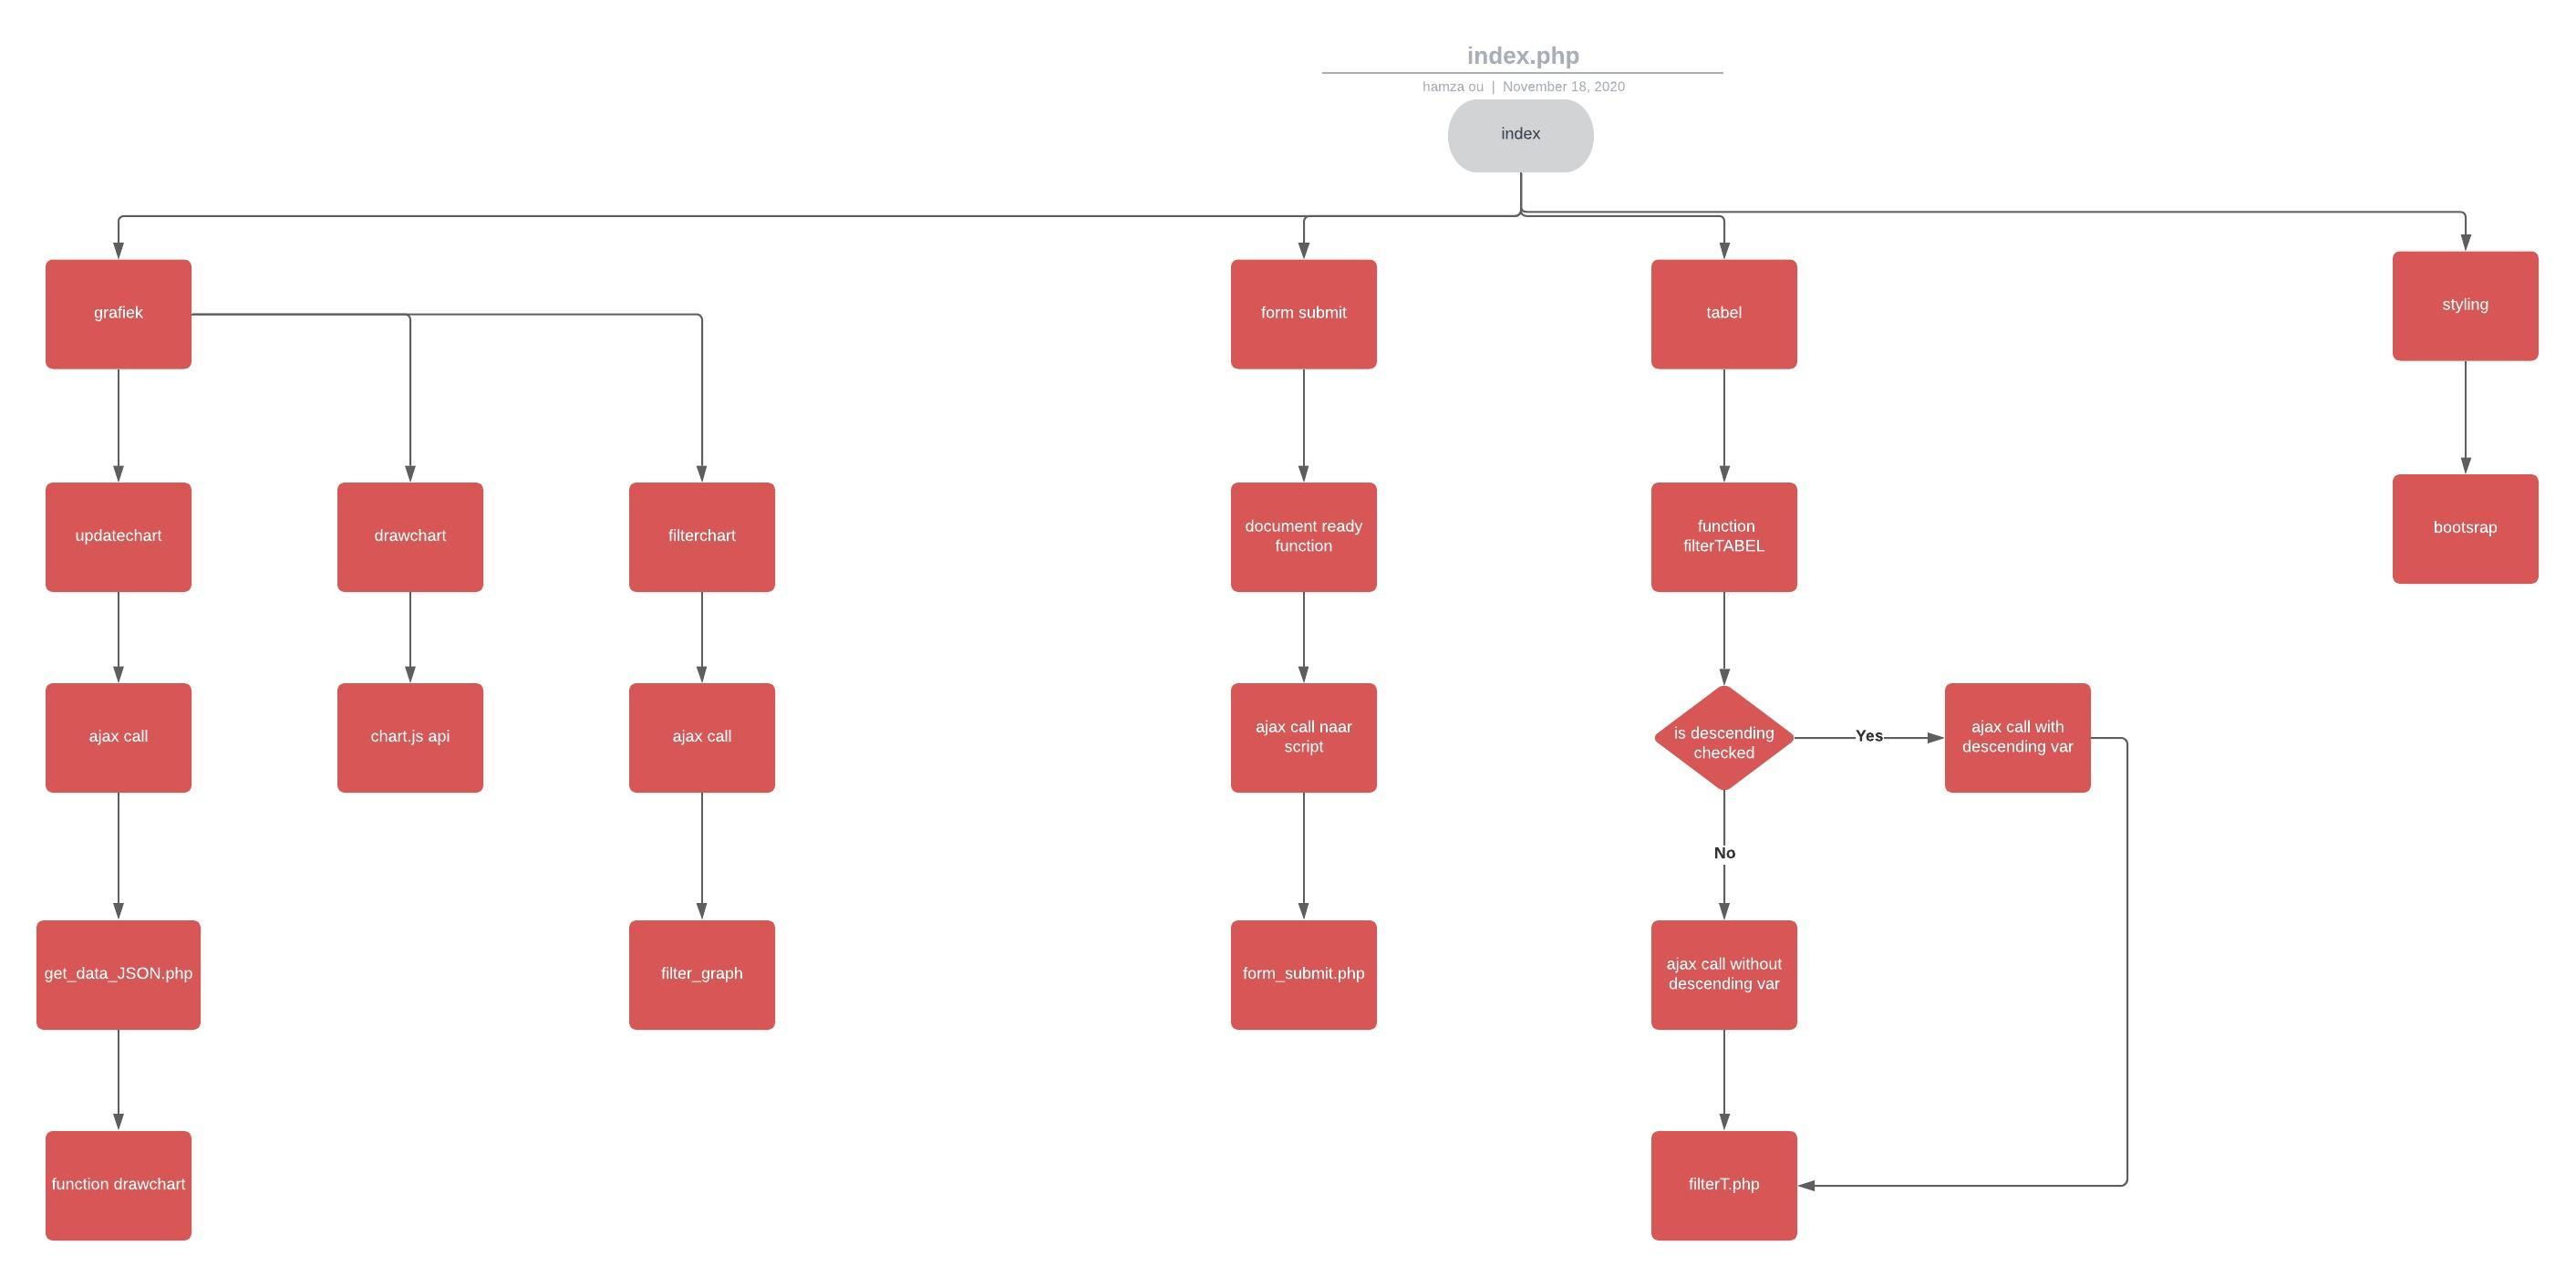 index.php
hamza ou | November 18, 2020
index
grafiek
form submit
tabel
styling
updatechart
drawchart
filterchart
document ready
function
function
filterTABEL
bootsrap
ajax call
chart.js api
ajax call
ajax call naar
script
is descending
checked
Yes
ajax call with
descending var
No
get_data_JSON.php
filter_graph
form_submit.php
ajax call without
descending var
function drawchart
filterT.php